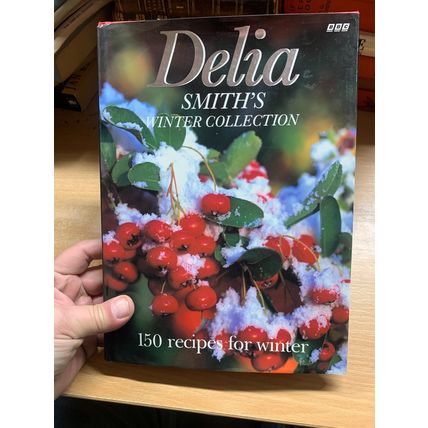 BBC
Delia
SMITH'S
WINTER COLLECTION
150 recipes for winter